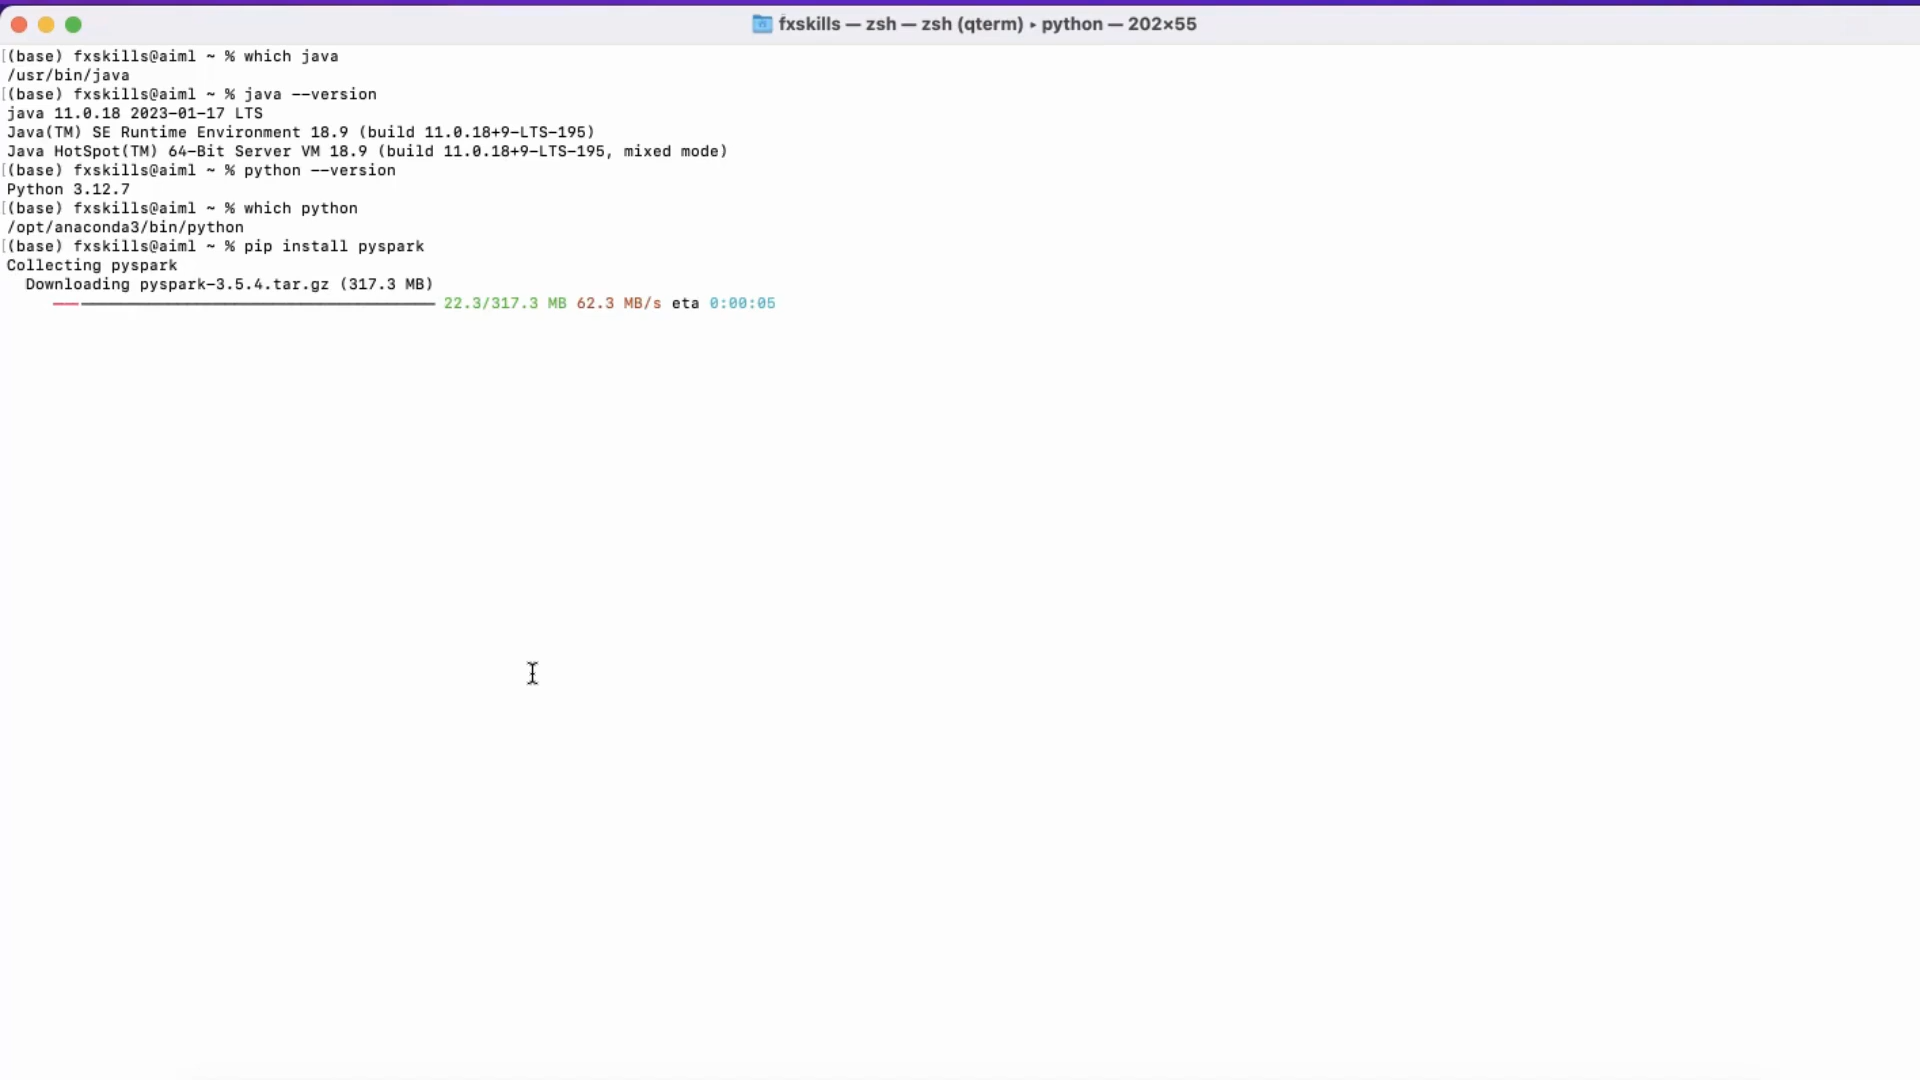 fxskills — zsh — zsh (qterm) ▸ python — 202×55
[(base) fxskills@aiml ~ % which java
/usr/bin/java
[(base) fxskills@aiml ~ % java --version
java 11.0.18 2023-01-17 LTS
Java(TM) SE Runtime Environment 18.9 (build 11.0.18+9-LTS-195)
Java HotSpot(TM) 64-Bit Server VM 18.9 (build 11.0.18+9-LTS-195, mixed mode)
[(base) fxskills@aiml ~ % python --version
Python 3.12.7
[(base) fxskills@aiml ~ % which python
/opt/anaconda3/bin/python
[(base) fxskills@aiml ~ % pip install pyspark
Collecting pyspark
Downloading pyspark-3.5.4.tar.gz (317.3 MB)
22.3/317.3 MB 62.3 MB/s eta 0:00:05